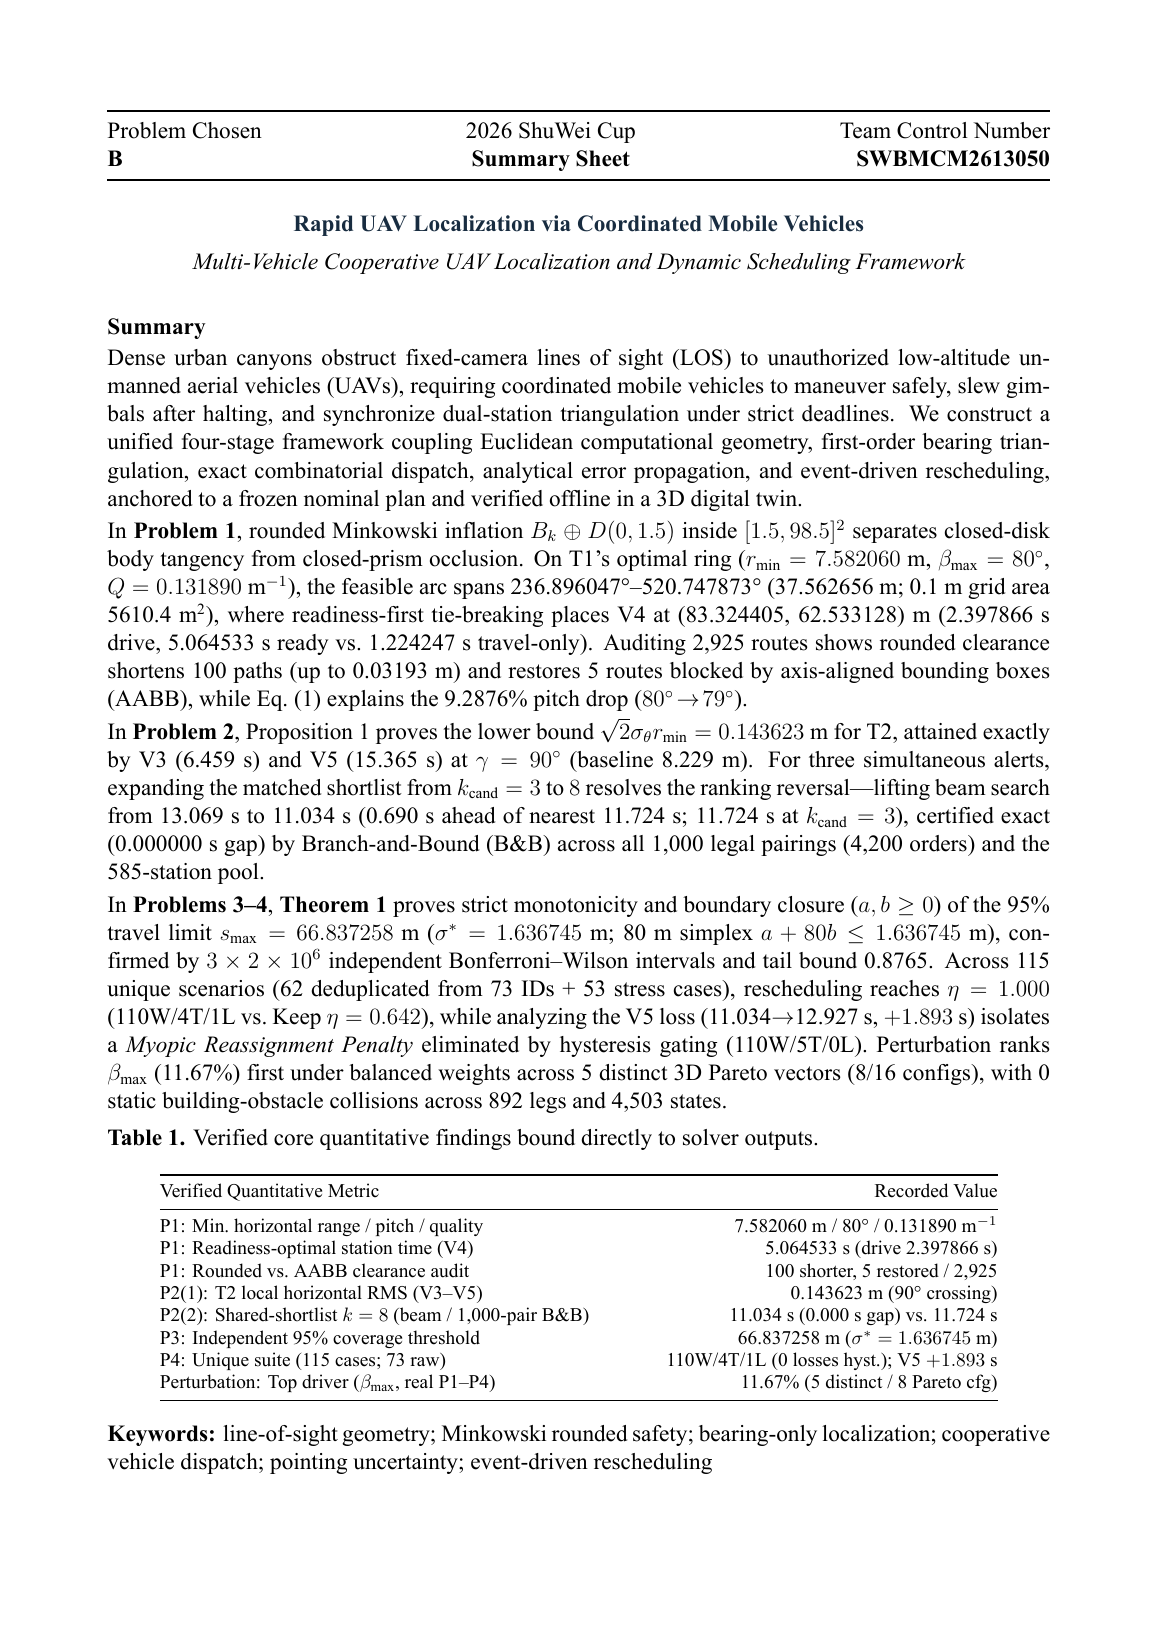 Problem Chosen 2026 ShuWei Cup Team Control Number
B Summary Sheet SWBMCM2613050
Rapid UAV Localization via Coordinated Mobile Vehicles
Multi-Vehicle Cooperative UAV Localization and Dynamic Scheduling Framework
Summary
Dense urban canyons obstruct fixed-camera lines of sight (LOS) to unauthorized low-altitude un-
manned aerial vehicles (UAVs), requiring coordinated mobile vehicles to maneuver safely, slew gim-
bals after halting, and synchronize dual-station triangulation under strict deadlines. We construct a
unified four-stage framework coupling Euclidean computational geometry, first-order bearing trian-
gulation, exact combinatorial dispatch, analytical error propagation, and event-driven rescheduling,
anchored to a frozen nominal plan and verified offline in a 3D digital twin.
In Problem 1, rounded Minkowski inflation B_k ⊕ D(0, 1.5) inside [1.5, 98.5]² separates closed-disk
body tangency from closed-prism occlusion. On T1's optimal ring (r_min = 7.582060 m, β_max = 80°,
Q = 0.131890 m⁻¹), the feasible arc spans 236.896047°–520.747873° (37.562656 m; 0.1 m grid area
5610.4 m²), where readiness-first tie-breaking places V4 at (83.324405, 62.533128) m (2.397866 s
drive, 5.064533 s ready vs. 1.224247 s travel-only). Auditing 2,925 routes shows rounded clearance
shortens 100 paths (up to 0.03193 m) and restores 5 routes blocked by axis-aligned bounding boxes
(AABB), while Eq. (1) explains the 9.2876% pitch drop (80° → 79°).
In Problem 2, Proposition 1 proves the lower bound √2σ_θr_min = 0.143623 m for T2, attained exactly
by V3 (6.459 s) and V5 (15.365 s) at γ = 90° (baseline 8.229 m). For three simultaneous alerts,
expanding the matched shortlist from k_cand = 3 to 8 resolves the ranking reversal—lifting beam search
from 13.069 s to 11.034 s (0.690 s ahead of nearest 11.724 s; 11.724 s at k_cand = 3), certified exact
(0.000000 s gap) by Branch-and-Bound (B&B) across all 1,000 legal pairings (4,200 orders) and the
585-station pool.
In Problems 3–4, Theorem 1 proves strict monotonicity and boundary closure (a, b ≥ 0) of the 95%
travel limit s_max = 66.837258 m (σ* = 1.636745 m; 80 m simplex a + 80b ≤ 1.636745 m), con-
firmed by 3 × 2 × 10⁶ independent Bonferroni–Wilson intervals and tail bound 0.8765. Across 115
unique scenarios (62 deduplicated from 73 IDs + 53 stress cases), rescheduling reaches η = 1.000
(110W/4T/1L vs. Keep η = 0.642), while analyzing the V5 loss (11.034→12.927 s, +1.893 s) isolates
a Myopic Reassignment Penalty eliminated by hysteresis gating (110W/5T/0L). Perturbation ranks
β_max (11.67%) first under balanced weights across 5 distinct 3D Pareto vectors (8/16 configs), with 0
static building-obstacle collisions across 892 legs and 4,503 states.
Table 1. Verified core quantitative findings bound directly to solver outputs.
Verified Quantitative Metric Recorded Value
P1: Min. horizontal range / pitch / quality 7.582060 m / 80° / 0.131890 m⁻¹
P1: Readiness-optimal station time (V4) 5.064533 s (drive 2.397866 s)
P1: Rounded vs. AABB clearance audit 100 shorter, 5 restored / 2,925
P2(1): T2 local horizontal RMS (V3–V5) 0.143623 m (90° crossing)
P2(2): Shared-shortlist k = 8 (beam / 1,000-pair B&B) 11.034 s (0.000 s gap) vs. 11.724 s
P3: Independent 95% coverage threshold 66.837258 m (σ* = 1.636745 m)
P4: Unique suite (115 cases; 73 raw) 110W/4T/1L (0 losses hyst.); V5 +1.893 s
Perturbation: Top driver (β_max, real P1–P4) 11.67% (5 distinct / 8 Pareto cfg)
Keywords: line-of-sight geometry; Minkowski rounded safety; bearing-only localization; cooperative
vehicle dispatch; pointing uncertainty; event-driven rescheduling